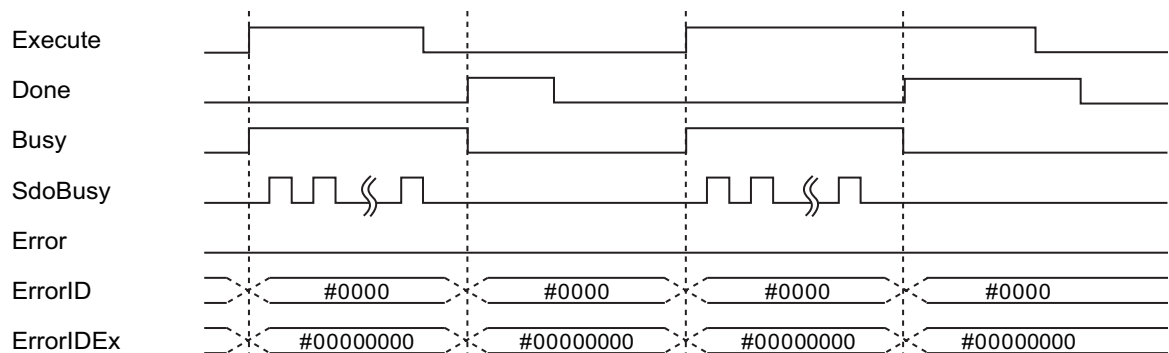 Execute
Done
Busy
SdoBusy
Error
ErrorID #0000 #0000 #0000 #0000
ErrorIDEx #00000000 #00000000 #00000000 #00000000